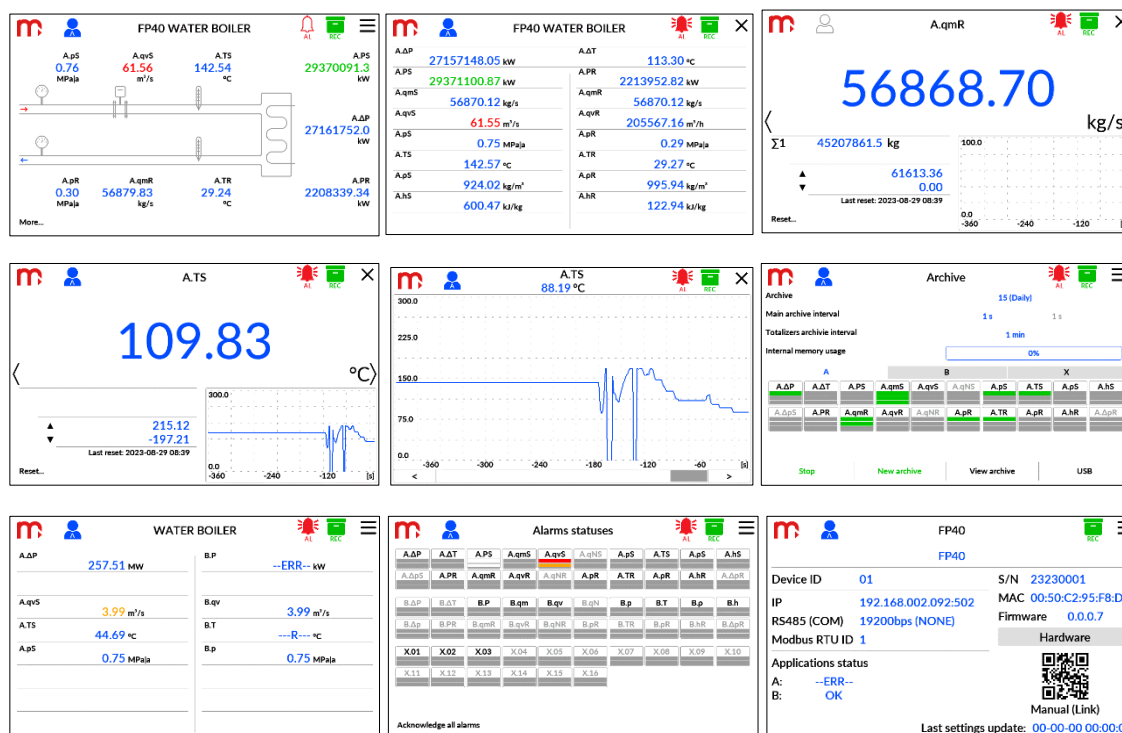 FP40 WATER BOILER
AL
REC
A.pS
0.76
MPa|a
A.qvS
61.56
m³/s
A.TS
142.54
°C
A.PS
29370091.3
kW
A.ΔP
27161752.0
kW
A.pR
0.30
MPa|a
A.qmR
56879.83
kg/s
A.TR
29.24
°C
A.PR
2208339.34
kW
More...
FP40 WATER BOILER
AL
REC
A.ΔP
27157148.05 kW
A.ΔT
113.30 °C
A.PS
29371100.87 kW
A.PR
2213952.82 kW
A.qmS
56870.12 kg/s
A.qmR
56870.12 kg/s
A.qvS
61.55 m³/s
A.qvR
205567.16 m³/h
A.pS
0.75 MPa|a
A.pR
0.29 MPa|a
A.TS
142.57 °C
A.TR
29.27 °C
A.ρS
924.02 kg/m³
A.ρR
995.94 kg/m³
A.hS
600.47 kJ/kg
A.hR
122.94 kJ/kg
A.qmR
AL
REC
56868.70
kg/s
∑1 45207861.5 kg
▲ 61613.36
▼ 0.00
Last reset: 2023-08-29 08:39
Reset...
100.0
0.0
-360 -240 -120
A.TS
AL
REC
109.83
°C
▲ 215.12
▼ -197.21
Last reset: 2023-08-29 08:39
Reset...
300.0
0.0
-360 -240 -120 [s]
A.TS
88.19 °C
AL
REC
300.0
225.0
150.0
75.0
0.0
-360 -300 -240 -180 -120 -60 [s]
< >
Archive
AL
REC
Archive 15 (Daily)
Main archive interval 1 s 1 s
Totalizers archivie interval 1 min
Internal memory usage 0%
A B X
A.ΔP A.ΔT A.PS A.qmS A.qvS A.qNS A.pS A.TS A.ρS A.hS
A.ΔpS A.PR A.qmR A.qvR A.qNR A.pR A.TR A.ρR A.hR A.ΔpR
Stop New archive View archive USB
WATER BOILER
AL
REC
A.ΔP
257.51 MW
B.P
--ERR-- kW
A.qvS
3.99 m³/s
B.qv
3.99 m³/s
A.TS
44.69 °C
B.T
---R--- °C
A.pS
0.75 MPa|a
B.p
0.75 MPa|a
Alarms statuses
AL
REC
A.ΔP A.ΔT A.PS A.qmS A.qvS A.qNS A.pS A.TS A.ρS A.hS
A.ΔpS A.PR A.qmR A.qvR A.qNR A.pR A.TR A.ρR A.hR A.ΔpR
B.ΔP B.ΔT B.P B.qm B.qv B.qN B.p B.T B.ρ B.h
B.Δp B.PR B.qmR B.qvR B.qNR B.pR B.TR B.ρR B.hR B.ΔpR
X.01 X.02 X.03 X.04 X.05 X.06 X.07 X.08 X.09 X.10
X.11 X.12 X.13 X.14 X.15 X.16
Acknowledge all alarms
FP40
REC
FP40
Device ID 01
S/N 23230001
IP 192.168.002.092:502
MAC 00:50:C2:95:F8:D
RS485 (COM) 19200bps (NONE)
Firmware 0.0.0.7
Modbus RTU ID 1
Hardware
Applications status
A: --ERR--
B: OK
Manual (Link)
Last settings update: 00-00-00 00:00:0